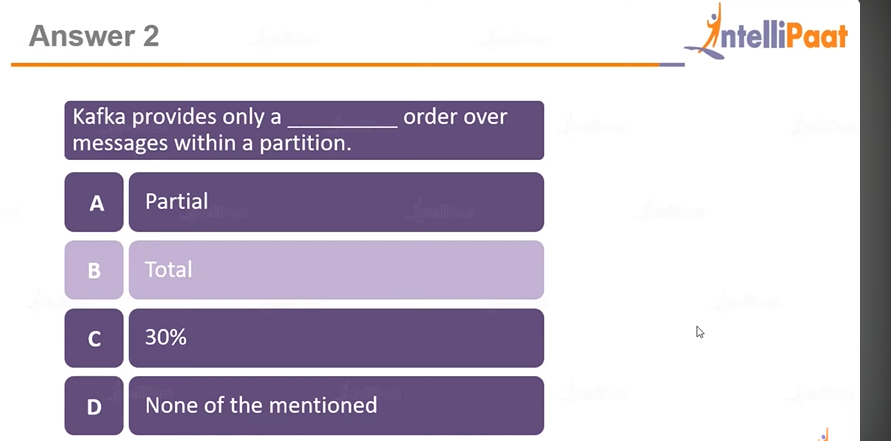 Answer 2
IntelliPaat
Kafka provides only a __________ order over
messages within a partition.
A Partial
B Total
C 30%
D None of the mentioned